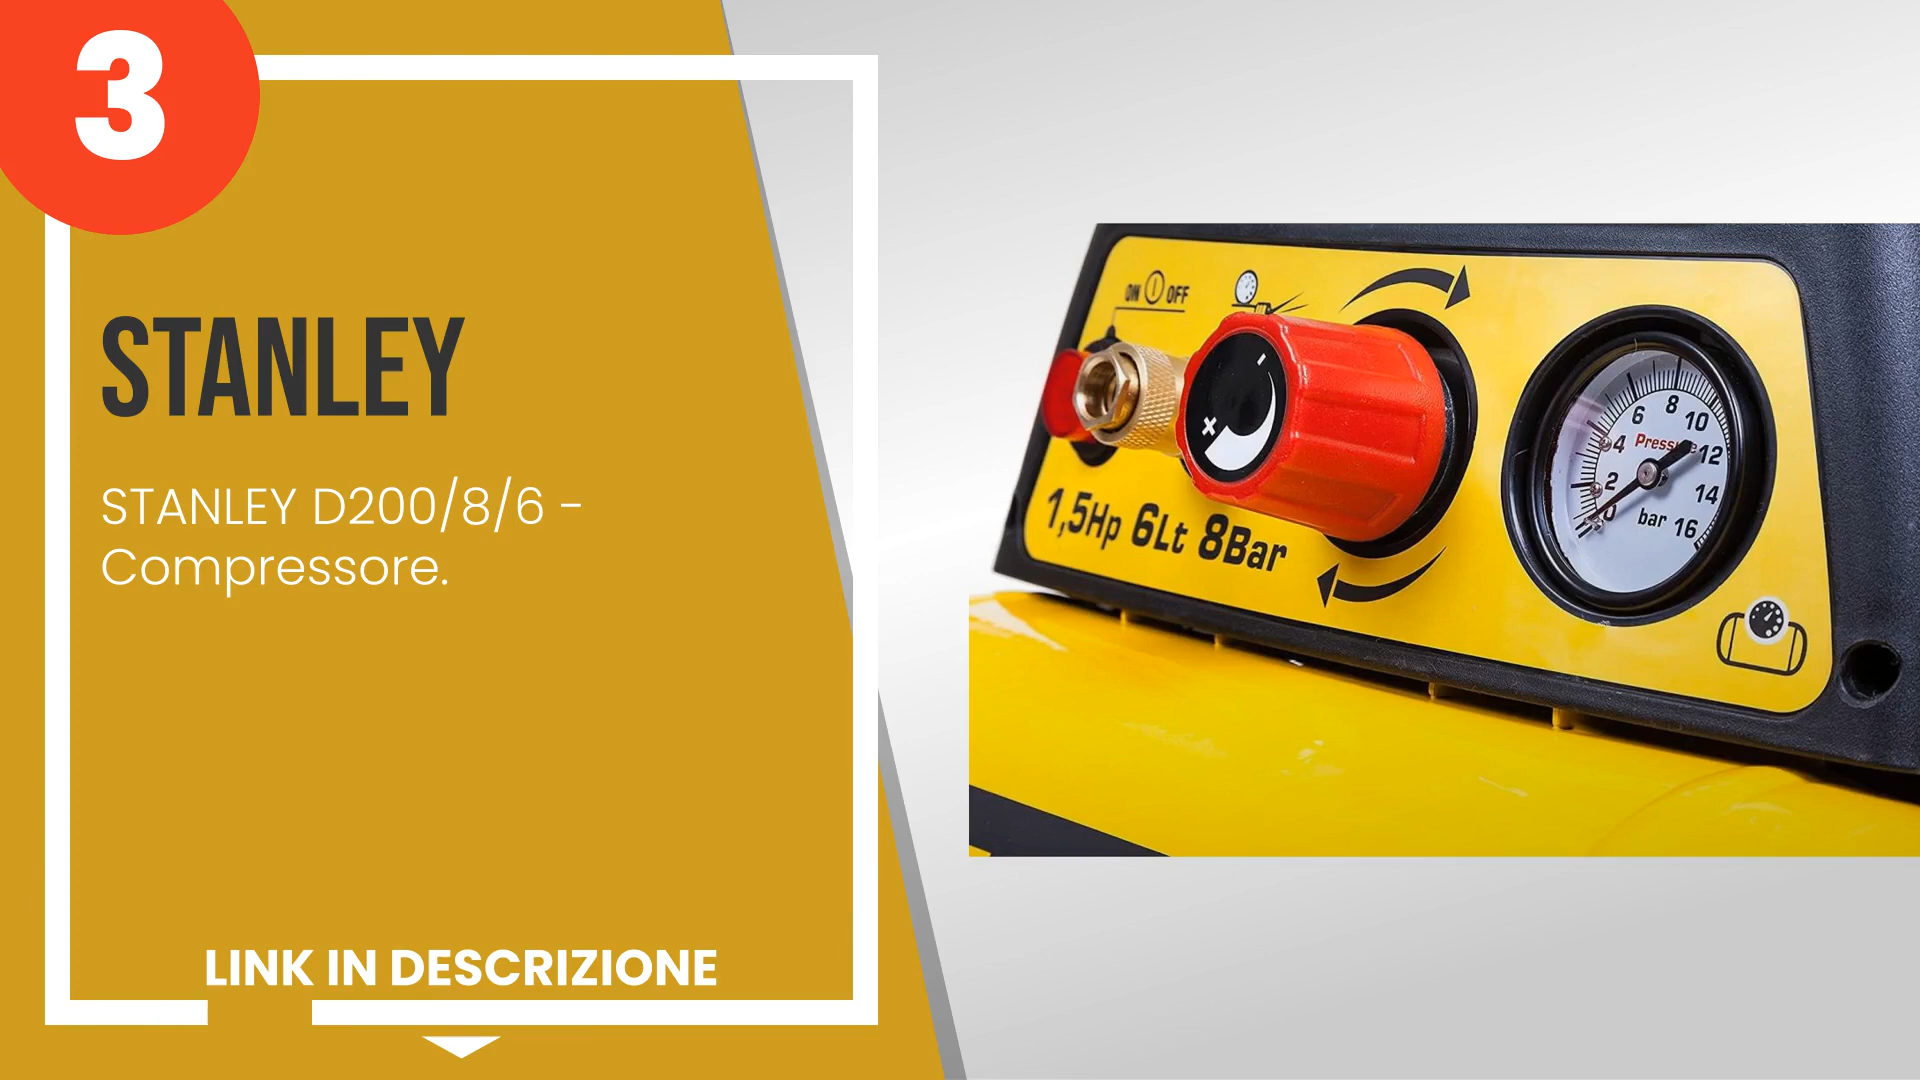 3
STANLEY
STANLEY D200/8/6 -
Compressore.
LINK IN DESCRIZIONE
ON OFF
+ -
1,5Hp 6Lt 8Bar
0 2 4 6 8 10 12 14 16
bar